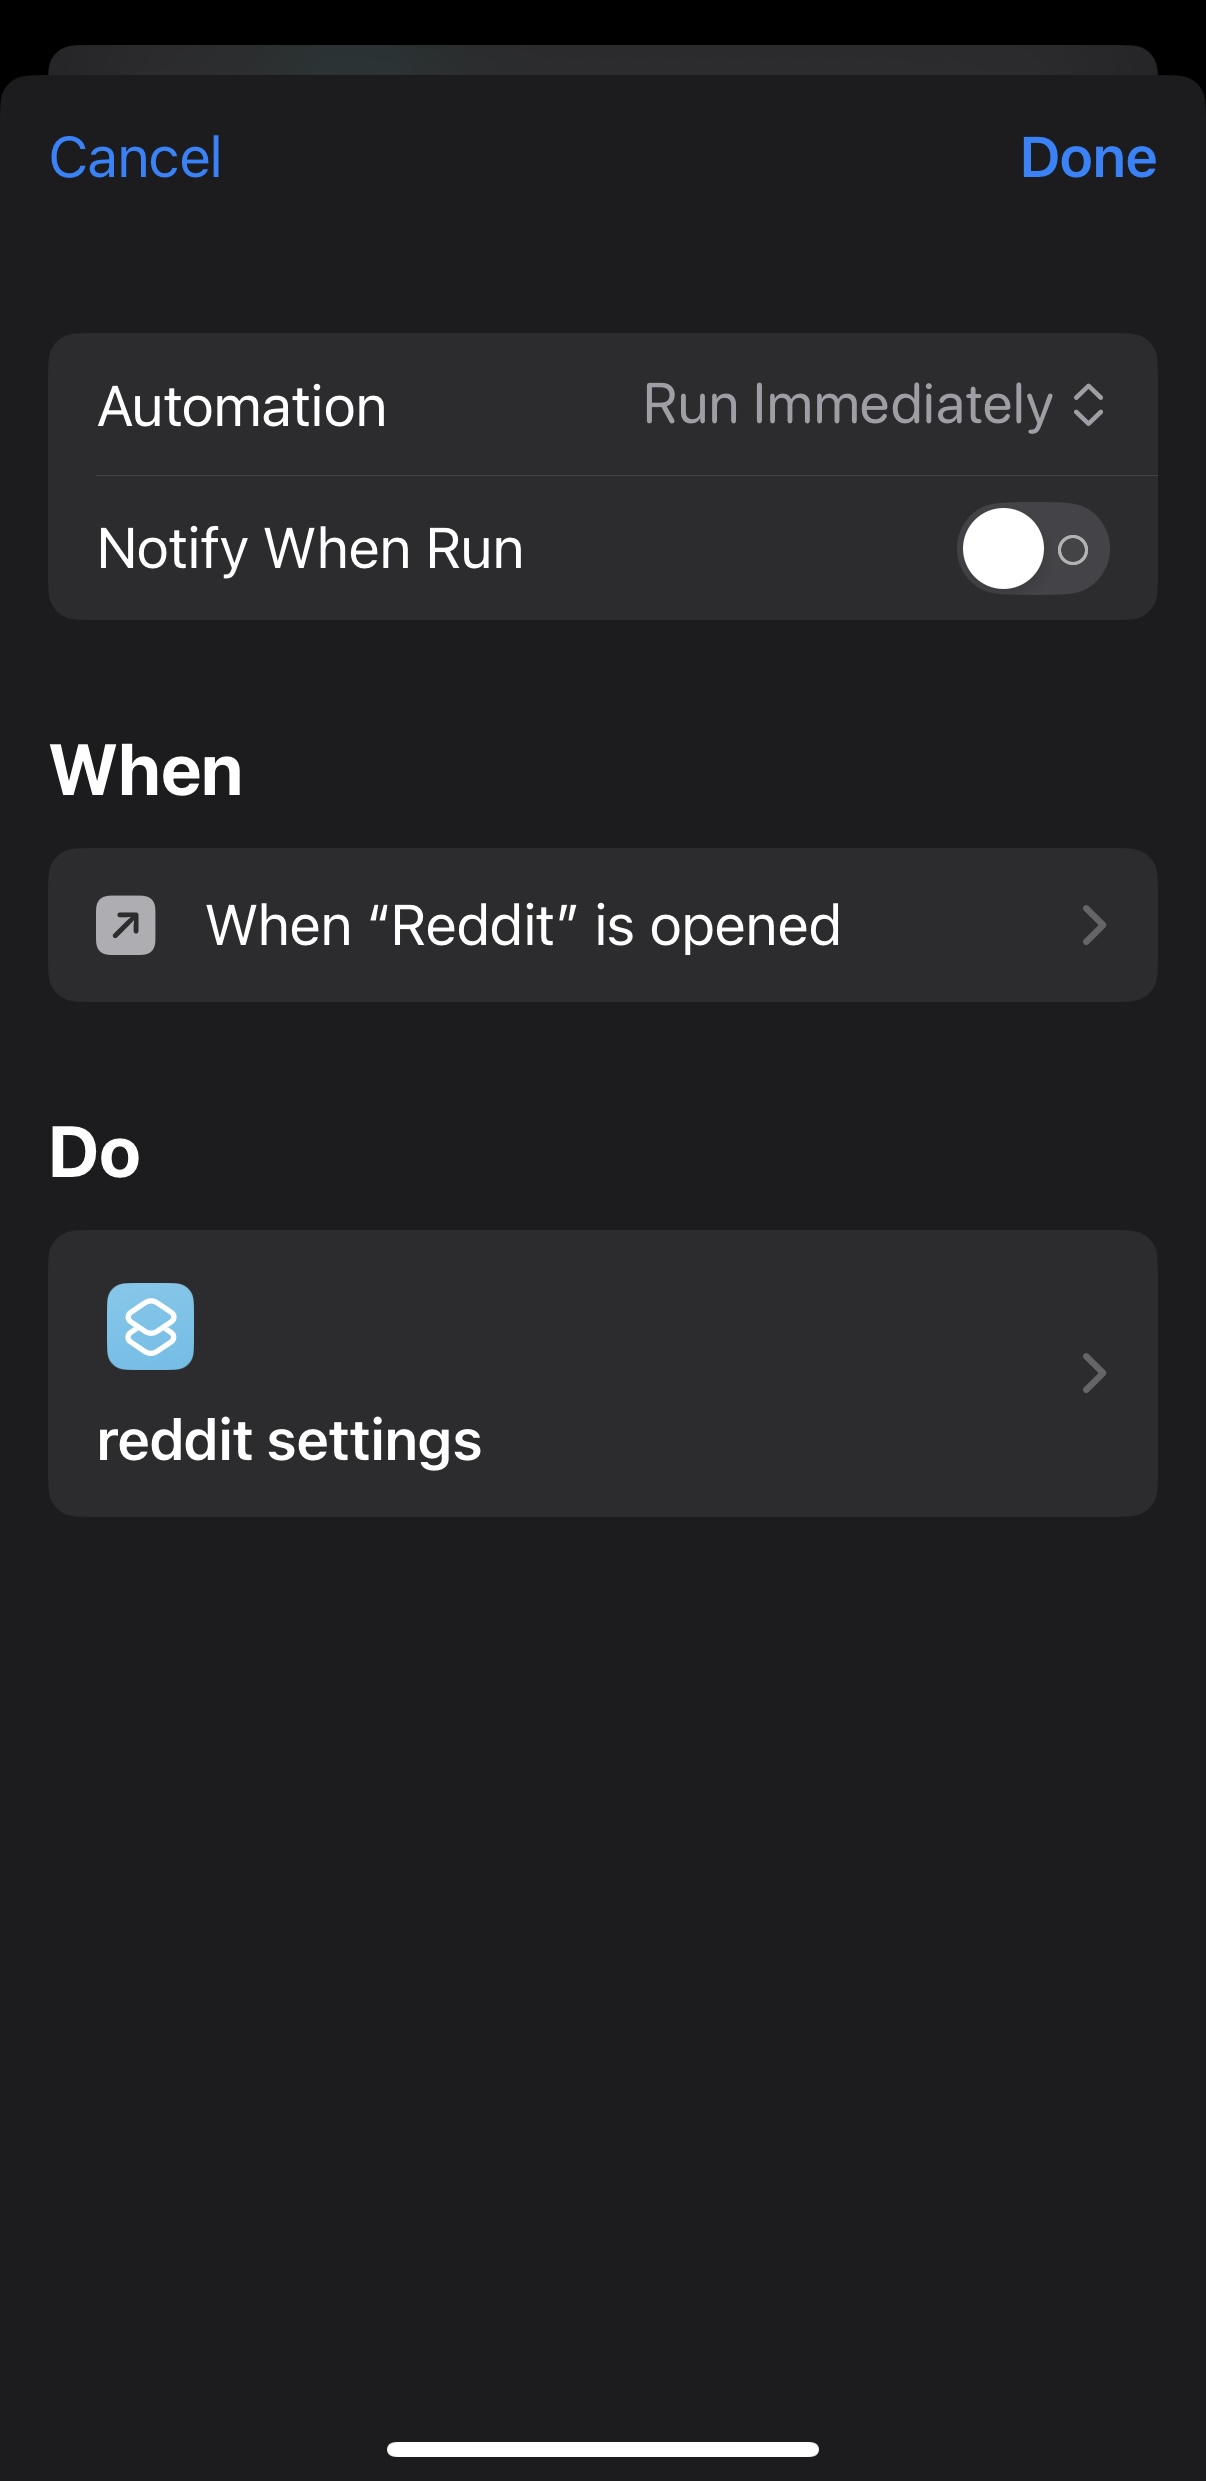 Cancel
Done
Automation
Run Immediately
Notify When Run
When
When “Reddit” is opened
Do
reddit settings